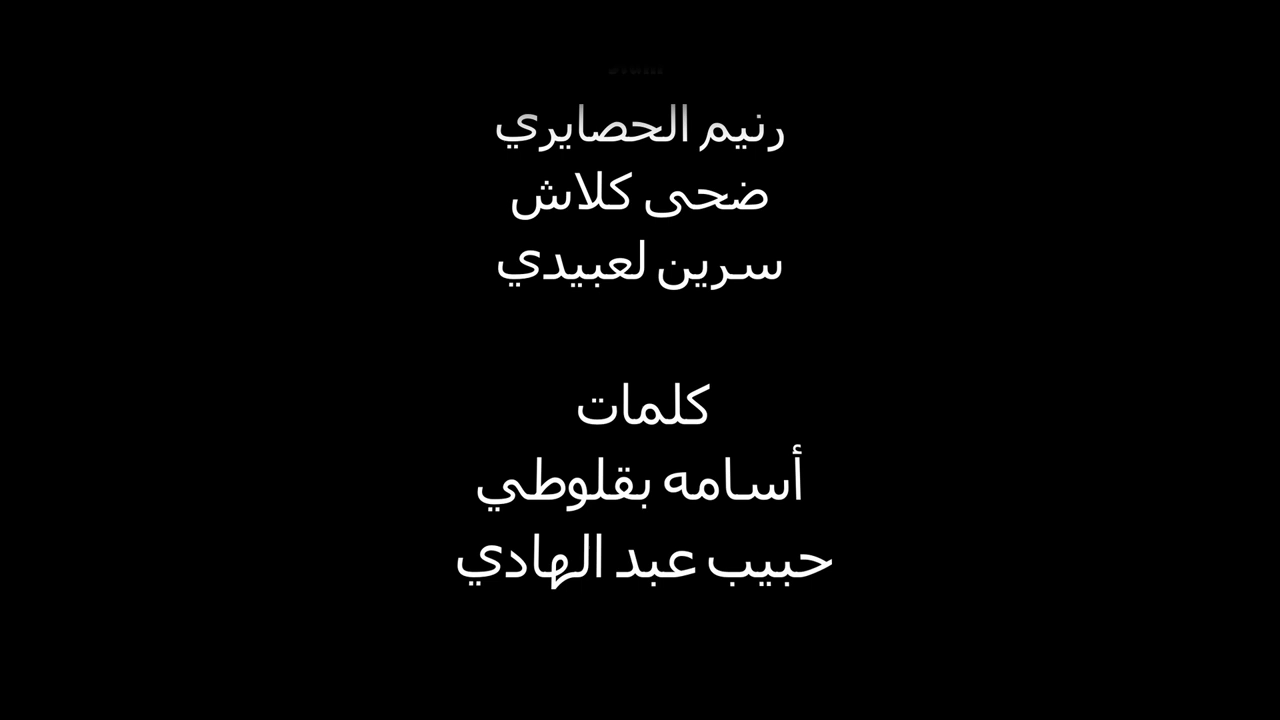 رنيم الحصايري
ضحى كلاش
سرين لعبيدي
كلمات
أسامه بقلوطي
حبيب عبد الهادي